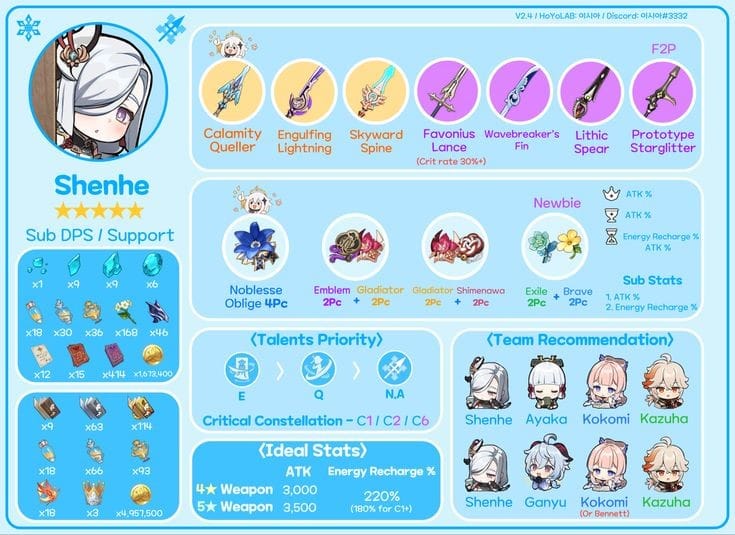 V2.4 / HoYoLAB: 이시아 / Discord: 이시아#3332
Shenhe
Sub DPS / Support
x1 x9 x9 x6
x18 x30 x36 x168 x46
x12 x15 x414 x1,673,400
x9 x63 x114
x18 x66 x93
x18 x3 x4,957,500
F2P
Calamity
Queller
Engulfing
Lightning
Skyward
Spine
Favonius
Lance
(Crit rate 30%+)
Wavebreaker's
Fin
Lithic
Spear
Prototype
Starglitter
Newbie
Noblesse
Oblige 4Pc
Emblem
2Pc
+
Gladiator
2Pc
Gladiator
2Pc
+
Shimenawa
2Pc
Exile
2Pc
+
Brave
2Pc
ATK %
ATK %
Energy Recharge %
ATK %
Sub Stats
1. ATK %
2. Energy Recharge %
〈Talents Priority〉
E
Q
N.A
Critical Constellation - C1 / C2 / C6
〈Ideal Stats〉
ATK Energy Recharge %
4★ Weapon 3,000
5★ Weapon 3,500
220%
(180% for C1+)
〈Team Recommendation〉
Shenhe Ayaka Kokomi Kazuha
Shenhe Ganyu Kokomi Kazuha
(Or Bennett)